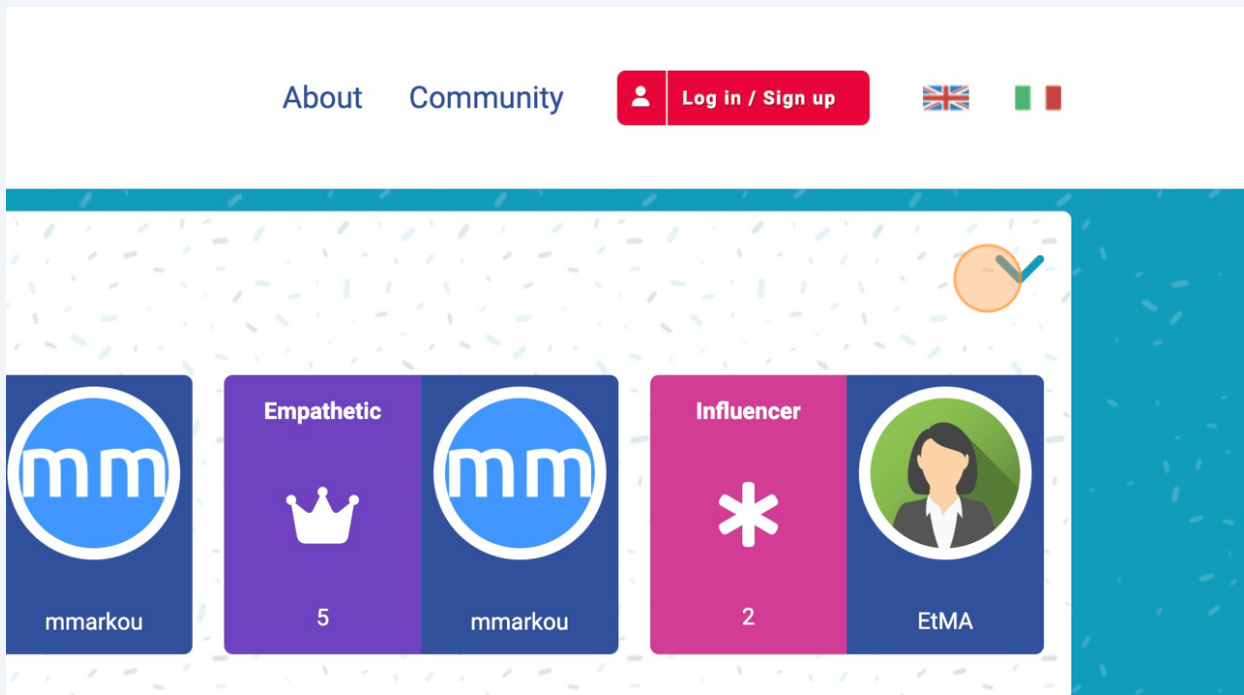 About Community Log in / Sign up
Empathetic Influencer
mm mm
5 2
mmarkou mmarkou EtMA